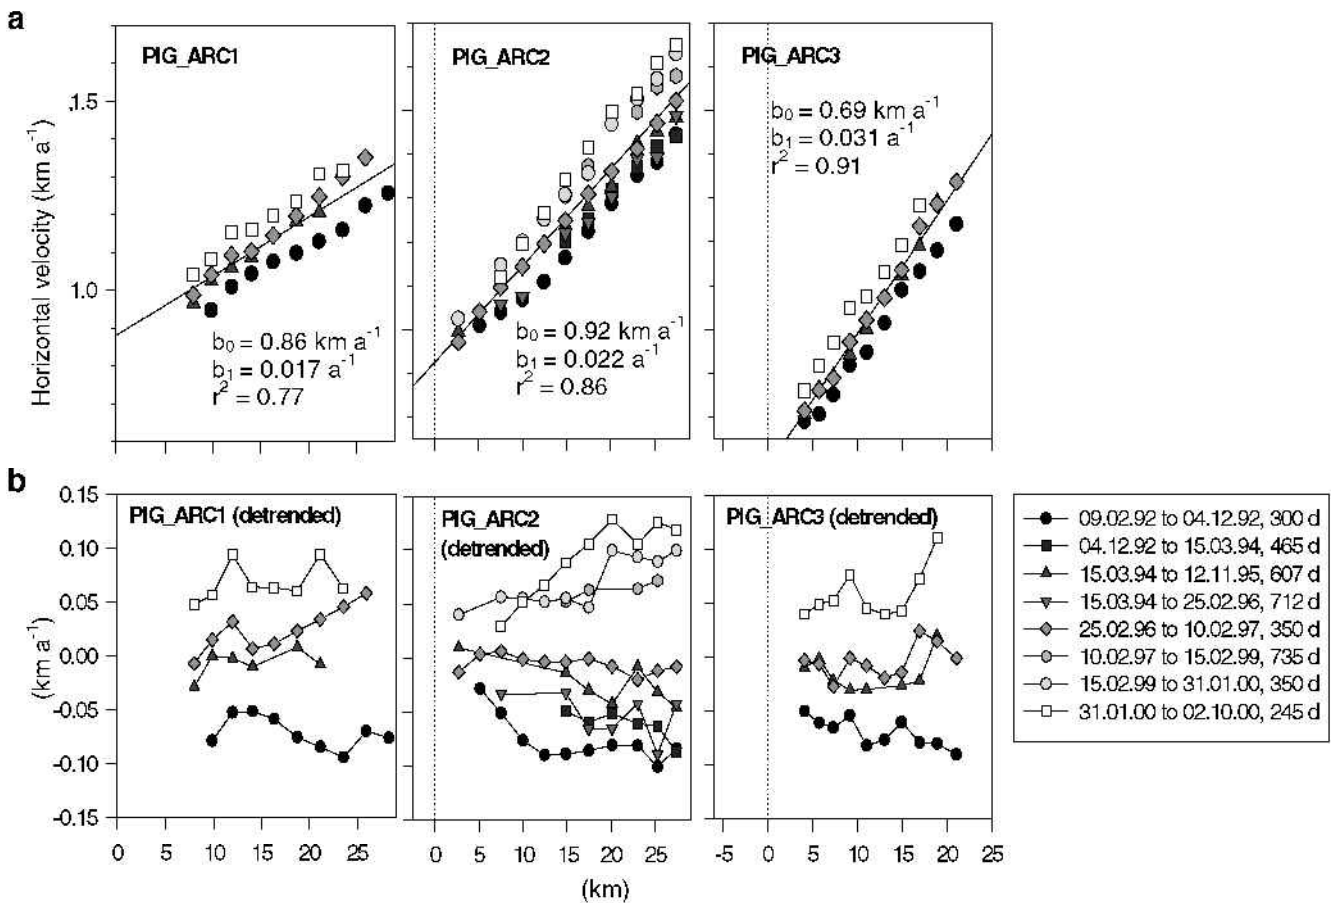 a
PIG_ARC1
PIG_ARC2
PIG_ARC3
Horizontal velocity (km a⁻¹)
1.5
1.0
b₀ = 0.86 km a⁻¹
b₁ = 0.017 a⁻¹
r² = 0.77
b₀ = 0.92 km a⁻¹
b₁ = 0.022 a⁻¹
r² = 0.86
b₀ = 0.69 km a⁻¹
b₁ = 0.031 a⁻¹
r² = 0.91
b
PIG_ARC1 (detrended)
PIG_ARC2
(detrended)
PIG_ARC3 (detrended)
(km a⁻¹)
0.15
0.10
0.05
0.00
-0.05
-0.10
-0.15
0 5 10 15 20 25
0 5 10 15 20 25
-5 0 5 10 15 20 25
(km)
09.02.92 to 04.12.92, 300 d
04.12.92 to 15.03.94, 465 d
15.03.94 to 12.11.95, 607 d
15.03.94 to 25.02.96, 712 d
25.02.96 to 10.02.97, 350 d
10.02.97 to 15.02.99, 735 d
15.02.99 to 31.01.00, 350 d
31.01.00 to 02.10.00, 245 d